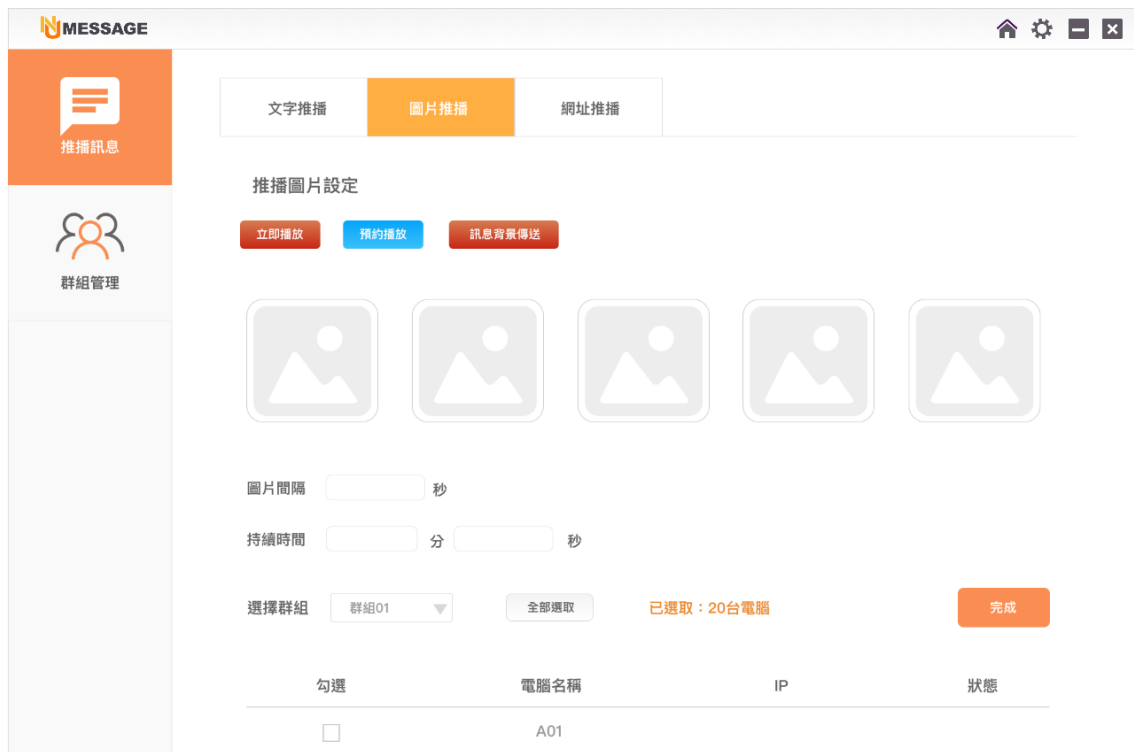 NU MESSAGE
推播訊息
群組管理
文字推播 圖片推播 網址推播
推播圖片設定
立即播放 預約播放 訊息背景傳送
圖片間隔 秒
持續時間 分 秒
選擇群組 群組01 全部選取 已選取：20台電腦 完成
勾選 電腦名稱 IP 狀態
A01